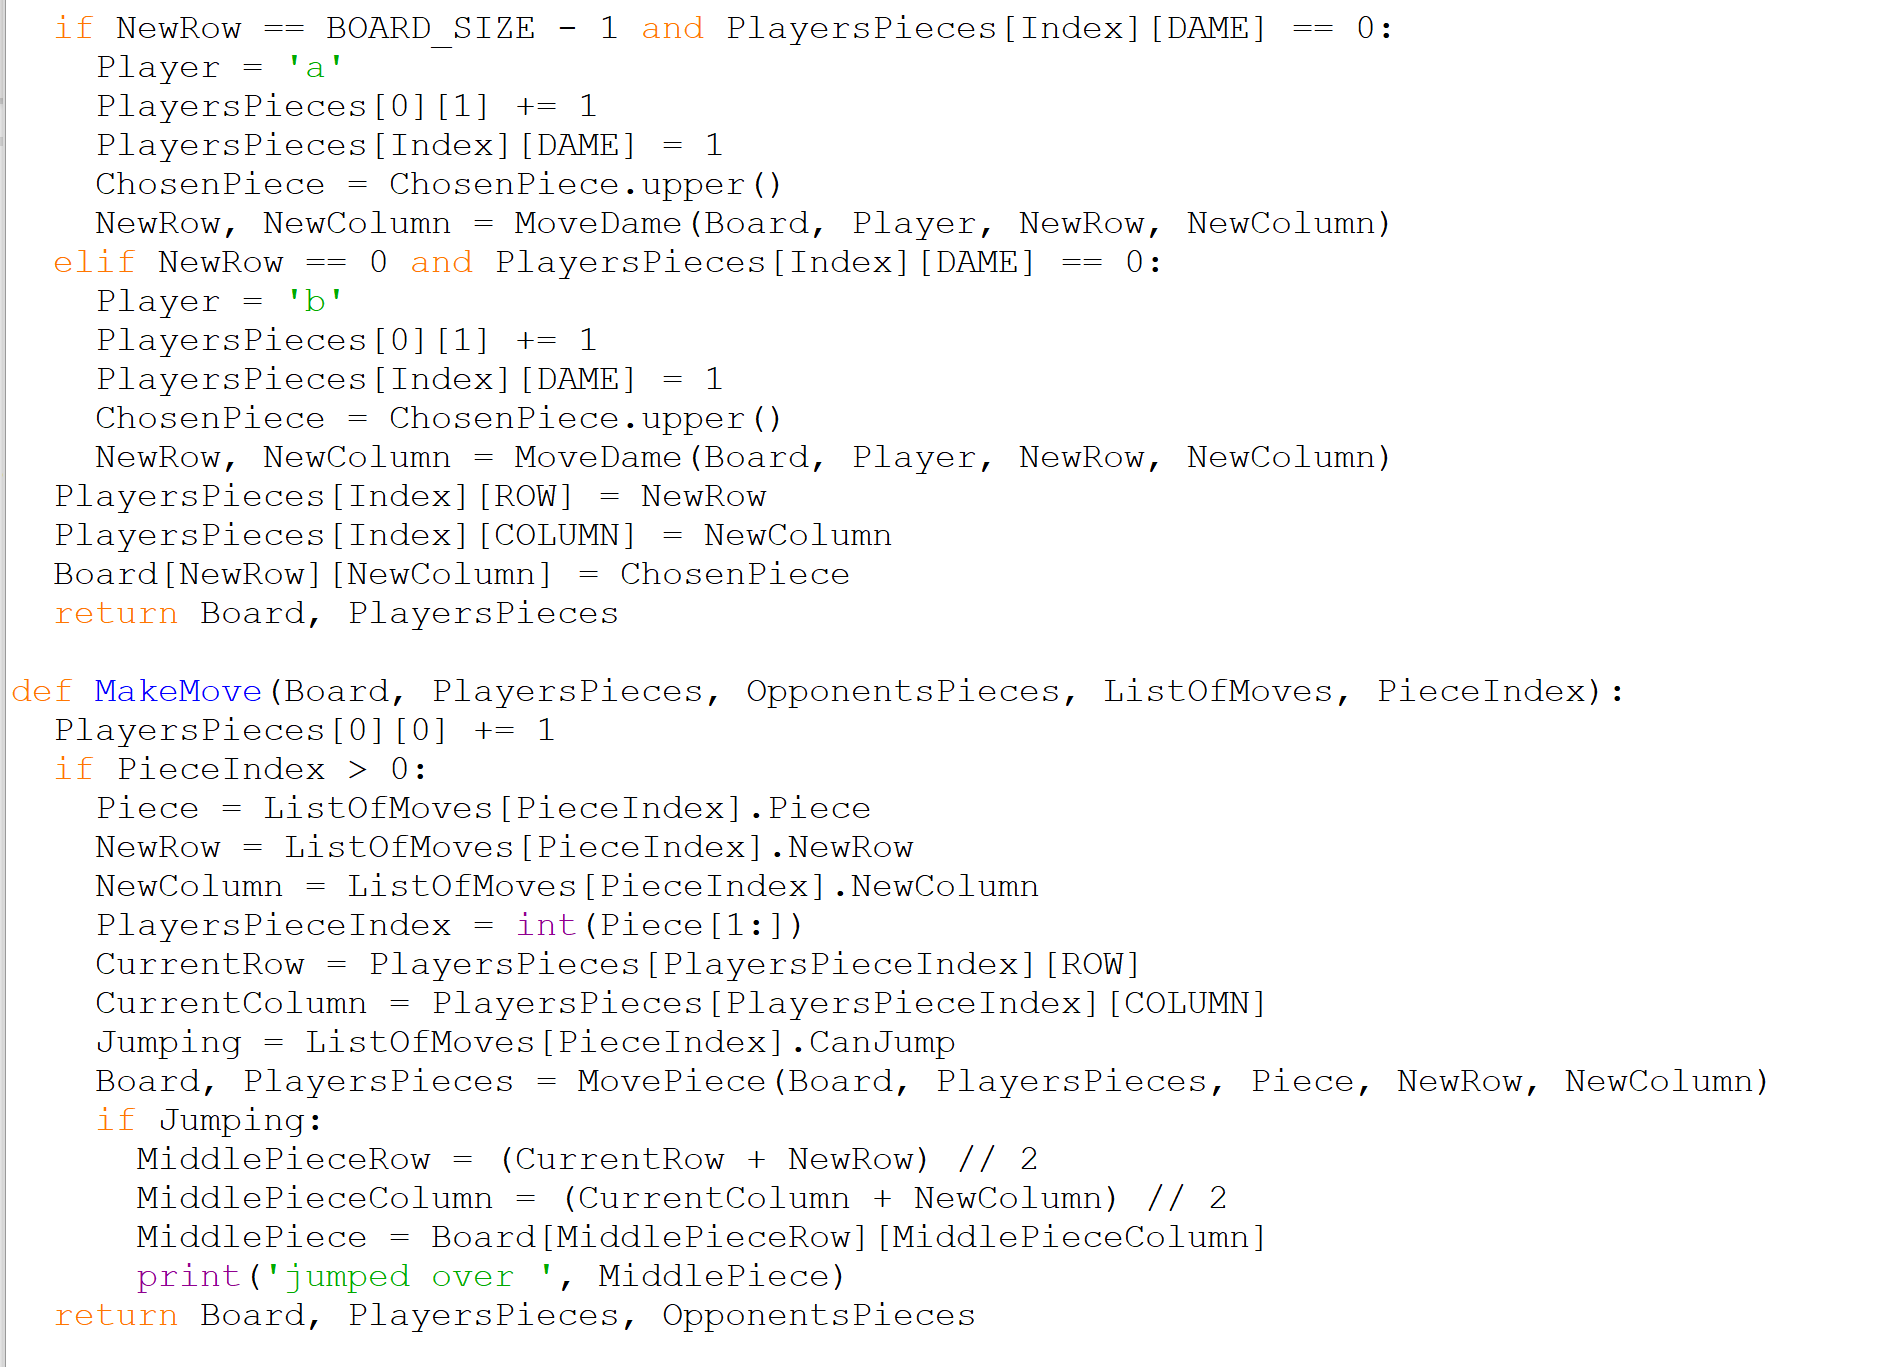 if NewRow == BOARD_SIZE - 1 and PlayersPieces[Index][DAME] == 0:
Player = 'a'
PlayersPieces[0][1] += 1
PlayersPieces[Index][DAME] = 1
ChosenPiece = ChosenPiece.upper()
NewRow, NewColumn = MoveDame(Board, Player, NewRow, NewColumn)
elif NewRow == 0 and PlayersPieces[Index][DAME] == 0:
Player = 'b'
PlayersPieces[0][1] += 1
PlayersPieces[Index][DAME] = 1
ChosenPiece = ChosenPiece.upper()
NewRow, NewColumn = MoveDame(Board, Player, NewRow, NewColumn)
PlayersPieces[Index][ROW] = NewRow
PlayersPieces[Index][COLUMN] = NewColumn
Board[NewRow][NewColumn] = ChosenPiece
return Board, PlayersPieces
def MakeMove(Board, PlayersPieces, OpponentsPieces, ListOfMoves, PieceIndex):
PlayersPieces[0][0] += 1
if PieceIndex > 0:
Piece = ListOfMoves[PieceIndex].Piece
NewRow = ListOfMoves[PieceIndex].NewRow
NewColumn = ListOfMoves[PieceIndex].NewColumn
PlayersPieceIndex = int(Piece[1:])
CurrentRow = PlayersPieces[PlayersPieceIndex][ROW]
CurrentColumn = PlayersPieces[PlayersPieceIndex][COLUMN]
Jumping = ListOfMoves[PieceIndex].CanJump
Board, PlayersPieces = MovePiece(Board, PlayersPieces, Piece, NewRow, NewColumn)
if Jumping:
MiddlePieceRow = (CurrentRow + NewRow) // 2
MiddlePieceColumn = (CurrentColumn + NewColumn) // 2
MiddlePiece = Board[MiddlePieceRow][MiddlePieceColumn]
print('jumped over ', MiddlePiece)
return Board, PlayersPieces, OpponentsPieces